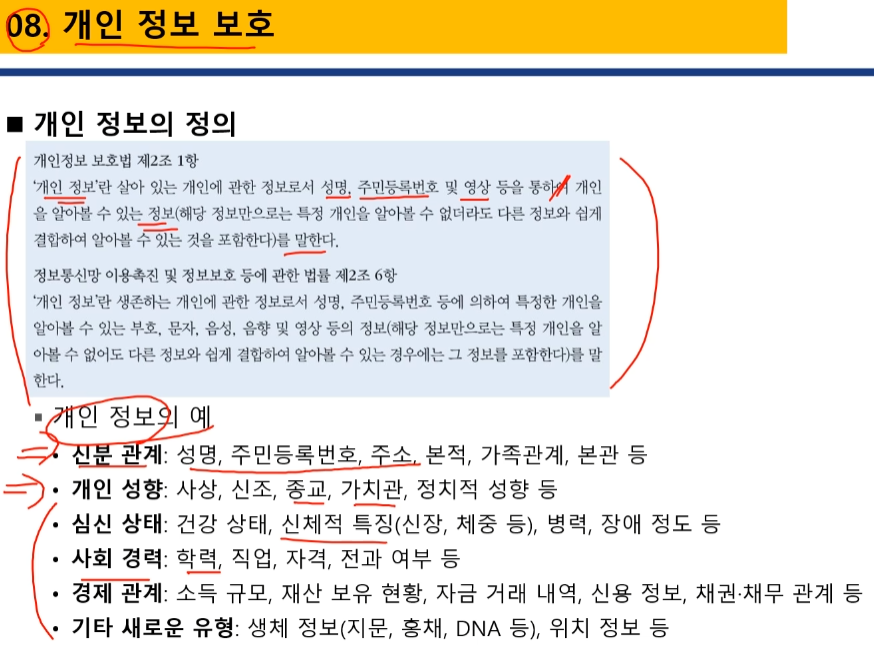 08. 개인 정보 보호
■ 개인 정보의 정의
개인정보 보호법 제2조 1항
‘개인 정보’란 살아 있는 개인에 관한 정보로서 성명, 주민등록번호 및 영상 등을 통하여 개인
을 알아볼 수 있는 정보(해당 정보만으로는 특정 개인을 알아볼 수 없더라도 다른 정보와 쉽게
결합하여 알아볼 수 있는 것을 포함한다)를 말한다.
정보통신망 이용촉진 및 정보보호 등에 관한 법률 제2조 6항
‘개인 정보’란 생존하는 개인에 관한 정보로서 성명, 주민등록번호 등에 의하여 특정한 개인을
알아볼 수 있는 부호, 문자, 음성, 음향 및 영상 등의 정보(해당 정보만으로는 특정 개인을 알
아볼 수 없어도 다른 정보와 쉽게 결합하여 알아볼 수 있는 경우에는 그 정보를 포함한다)를 말
한다.
▪ 개인 정보의 예
• 신분 관계: 성명, 주민등록번호, 주소, 본적, 가족관계, 본관 등
• 개인 성향: 사상, 신조, 종교, 가치관, 정치적 성향 등
• 심신 상태: 건강 상태, 신체적 특징(신장, 체중 등), 병력, 장애 정도 등
• 사회 경력: 학력, 직업, 자격, 전과 여부 등
• 경제 관계: 소득 규모, 재산 보유 현황, 자금 거래 내역, 신용 정보, 채권·채무 관계 등
• 기타 새로운 유형: 생체 정보(지문, 홍채, DNA 등), 위치 정보 등